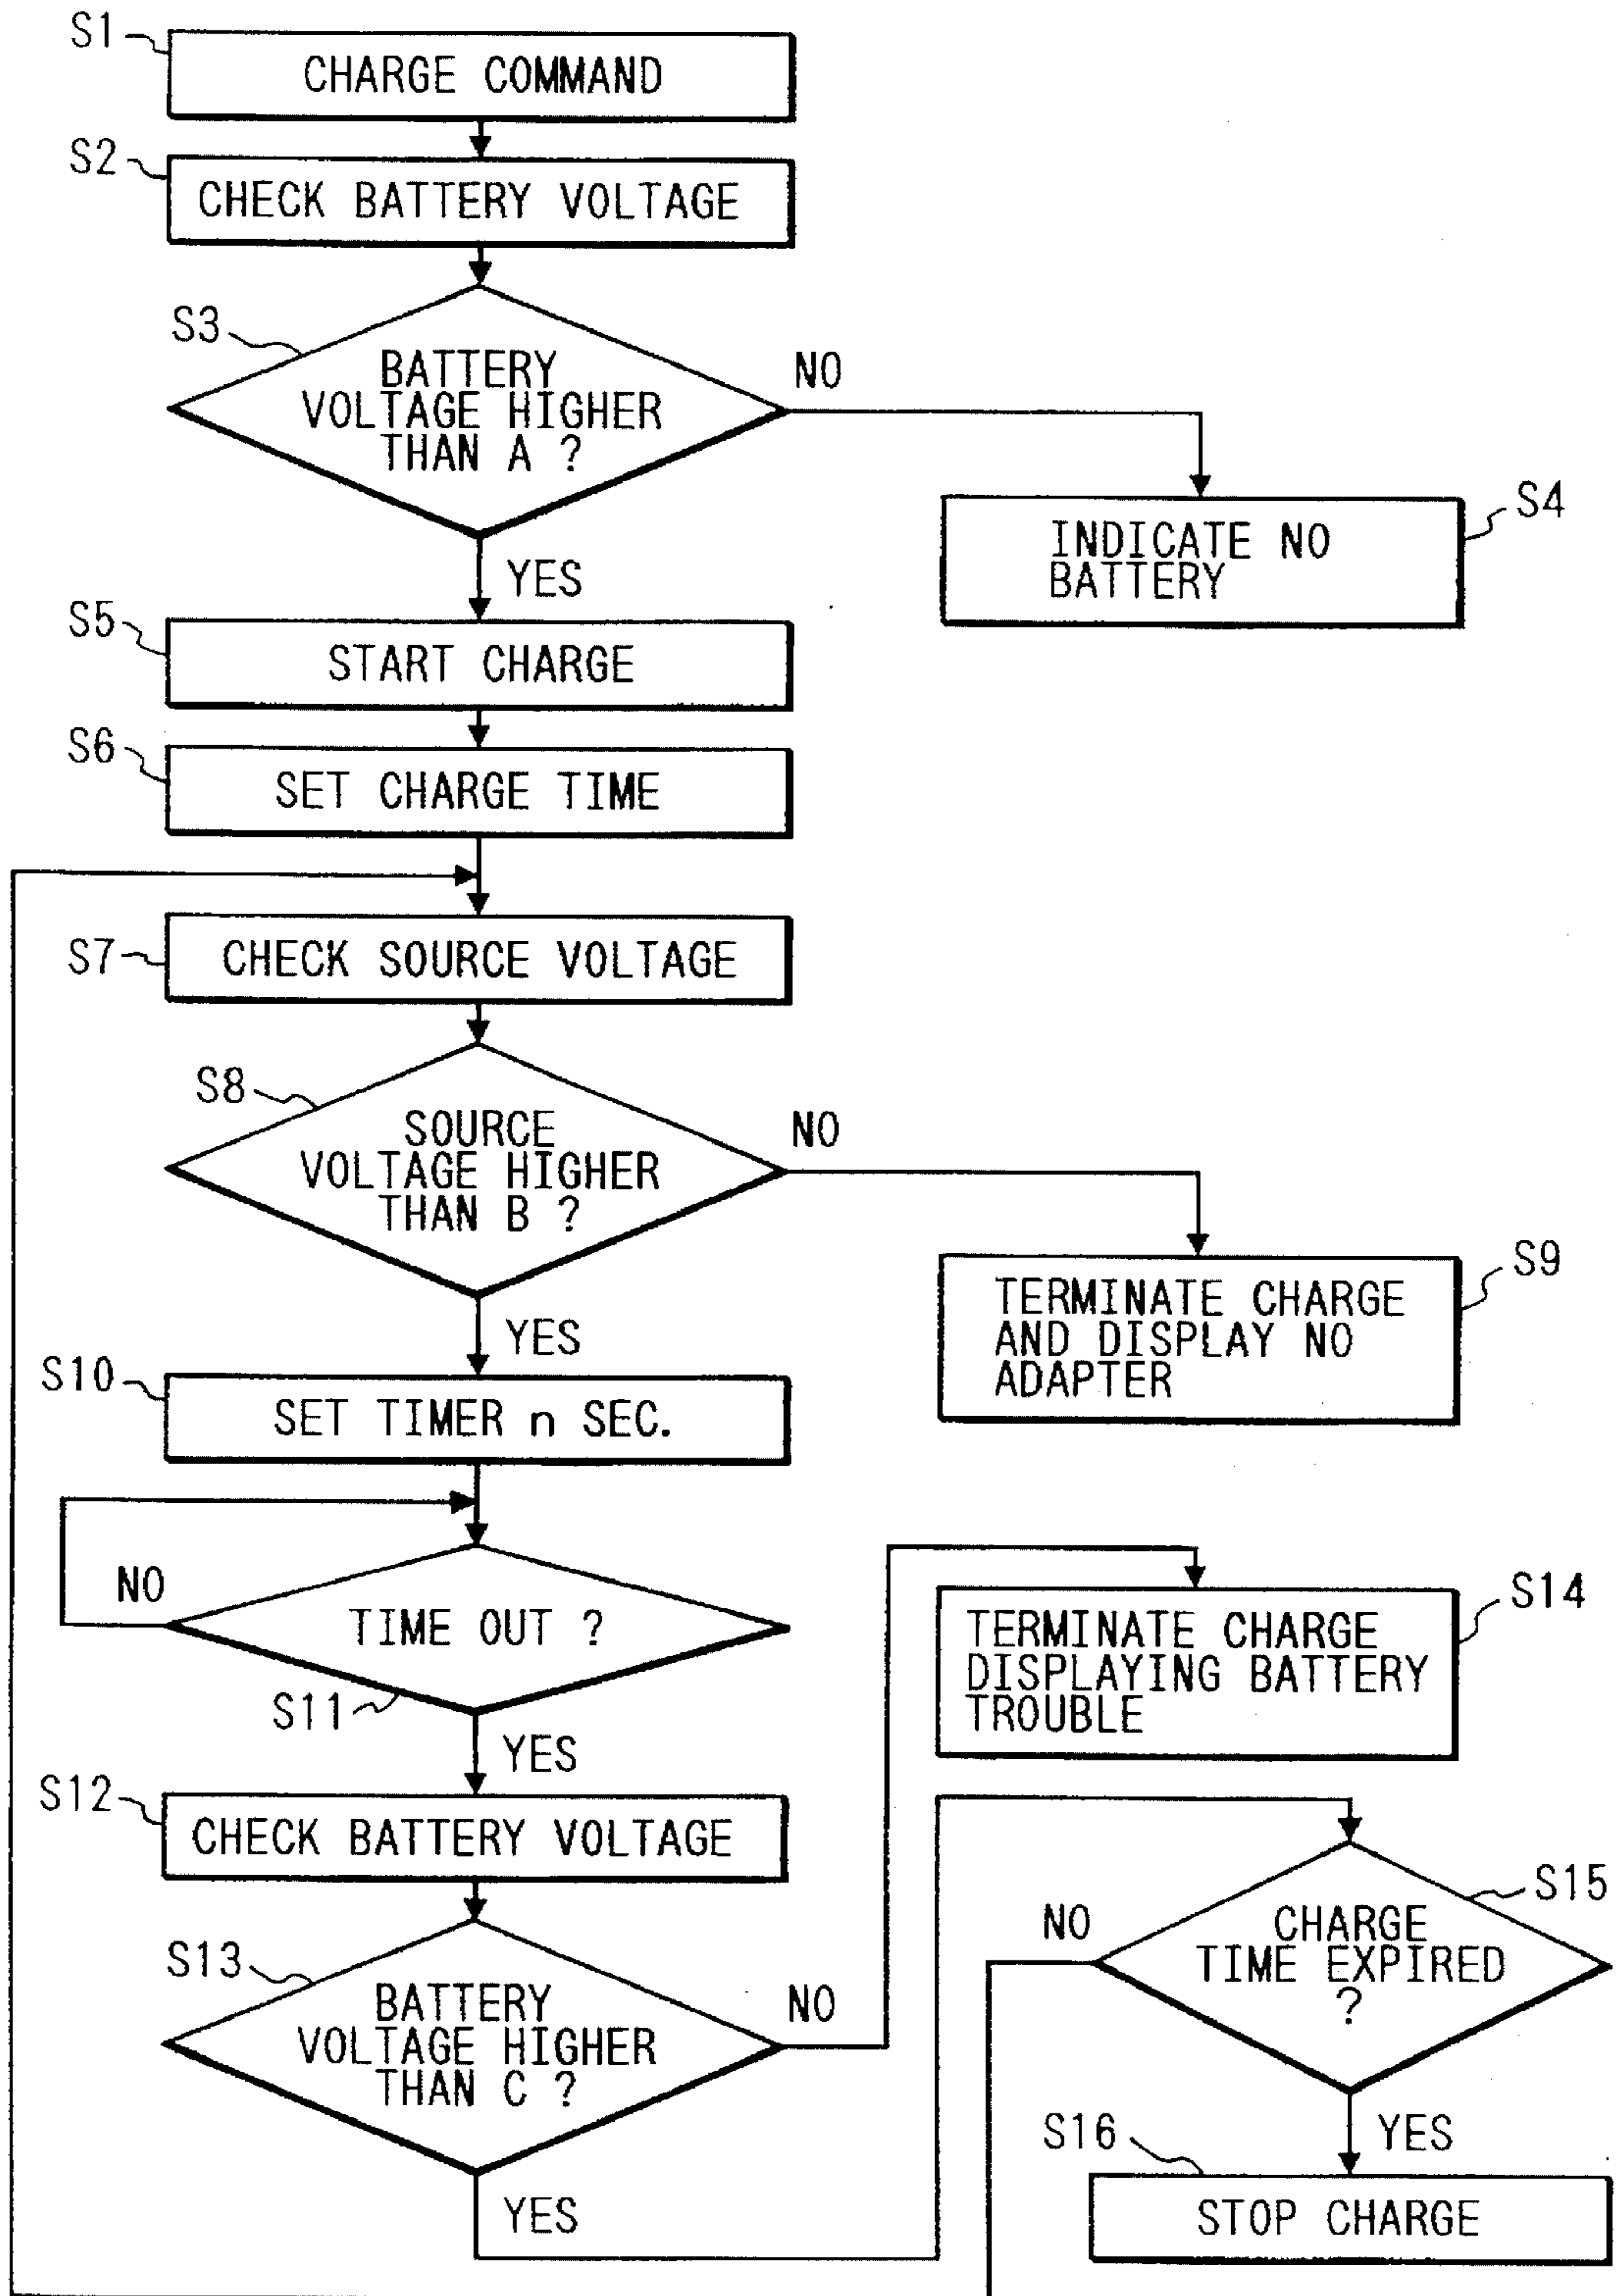 S1
CHARGE COMMAND
S2
CHECK BATTERY VOLTAGE
S3
BATTERY
VOLTAGE HIGHER
THAN A ?
NO
S4
INDICATE NO
BATTERY
YES
S5
START CHARGE
S6
SET CHARGE TIME
S7
CHECK SOURCE VOLTAGE
S8
SOURCE
VOLTAGE HIGHER
THAN B ?
NO
S9
TERMINATE CHARGE
AND DISPLAY NO
ADAPTER
YES
S10
SET TIMER n SEC.
NO
TIME OUT ?
S11
S14
TERMINATE CHARGE
DISPLAYING BATTERY
TROUBLE
YES
S12
CHECK BATTERY VOLTAGE
S13
BATTERY
VOLTAGE HIGHER
THAN C ?
NO
YES
S15
NO
CHARGE
TIME EXPIRED
?
YES
S16
STOP CHARGE